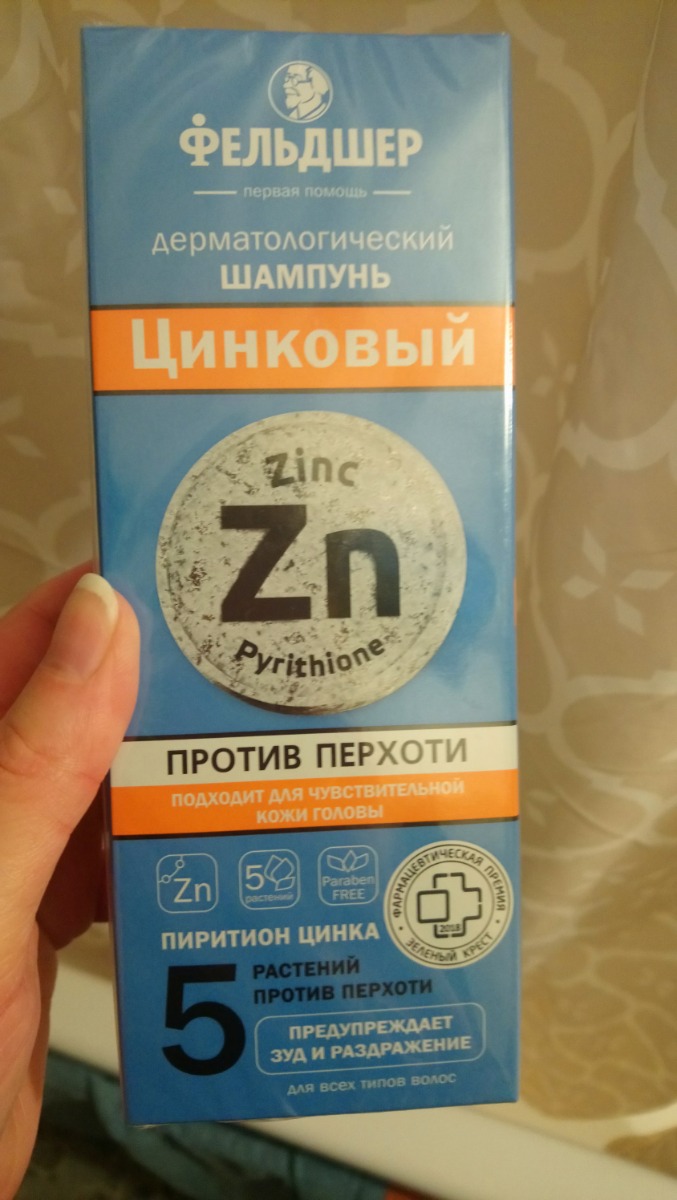 ФЕЛЬДШЕР
первая помощь
дерматологический
ШАМПУНЬ
Цинковый
Zinc
Zn
Pyrithione
ПРОТИВ ПЕРХОТИ
ПОДХОДИТ ДЛЯ ЧУВСТВИТЕЛЬНОЙ
КОЖИ ГОЛОВЫ
Zn
5
растений
Paraben
FREE
ФАРМАЦЕВТИЧЕСКАЯ ПРЕМИЯ
2018
ЗЕЛЕНЫЙ КРЕСТ
ПИРИТИОН ЦИНКА
5 РАСТЕНИЙ
ПРОТИВ ПЕРХОТИ
ПРЕДУПРЕЖДАЕТ
ЗУД И РАЗДРАЖЕНИЕ
для всех типов волос